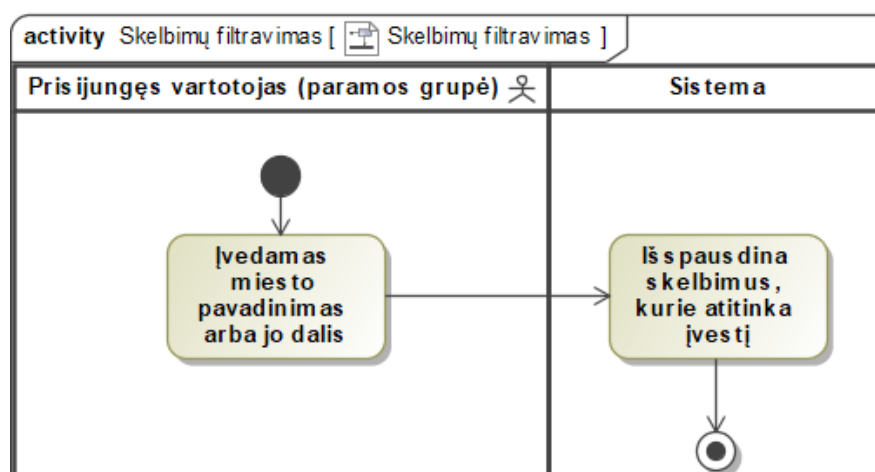 activity Skelbimų filtravimas [ Skelbimų filtravimas ]
Prisijungęs vartotojas (paramos grupė)
Sistema
Įvedamas
miesto
pavadinimas
arba jo dalis
Išspausdina
skelbimus,
kurie atitinka
įvestį